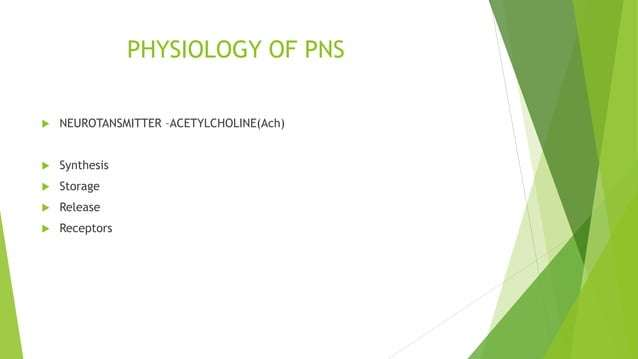 PHYSIOLOGY OF PNS
NEUROTANSMITTER –ACETYLCHOLINE(Ach)
Synthesis
Storage
Release
Receptors